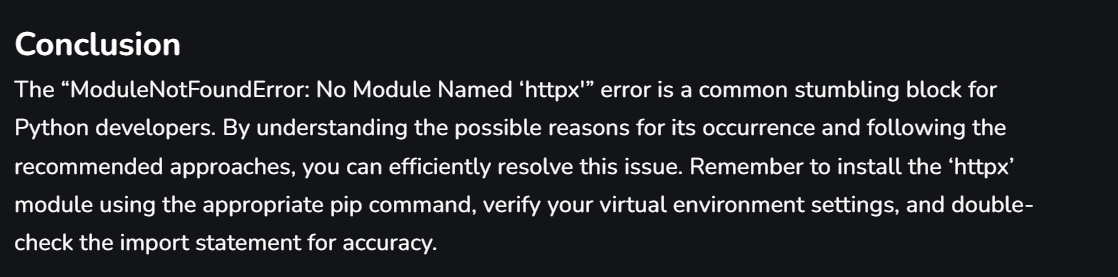 Conclusion
The “ModuleNotFoundError: No Module Named ‘httpx'” error is a common stumbling block for
Python developers. By understanding the possible reasons for its occurrence and following the
recommended approaches, you can efficiently resolve this issue. Remember to install the ‘httpx’
module using the appropriate pip command, verify your virtual environment settings, and double-
check the import statement for accuracy.